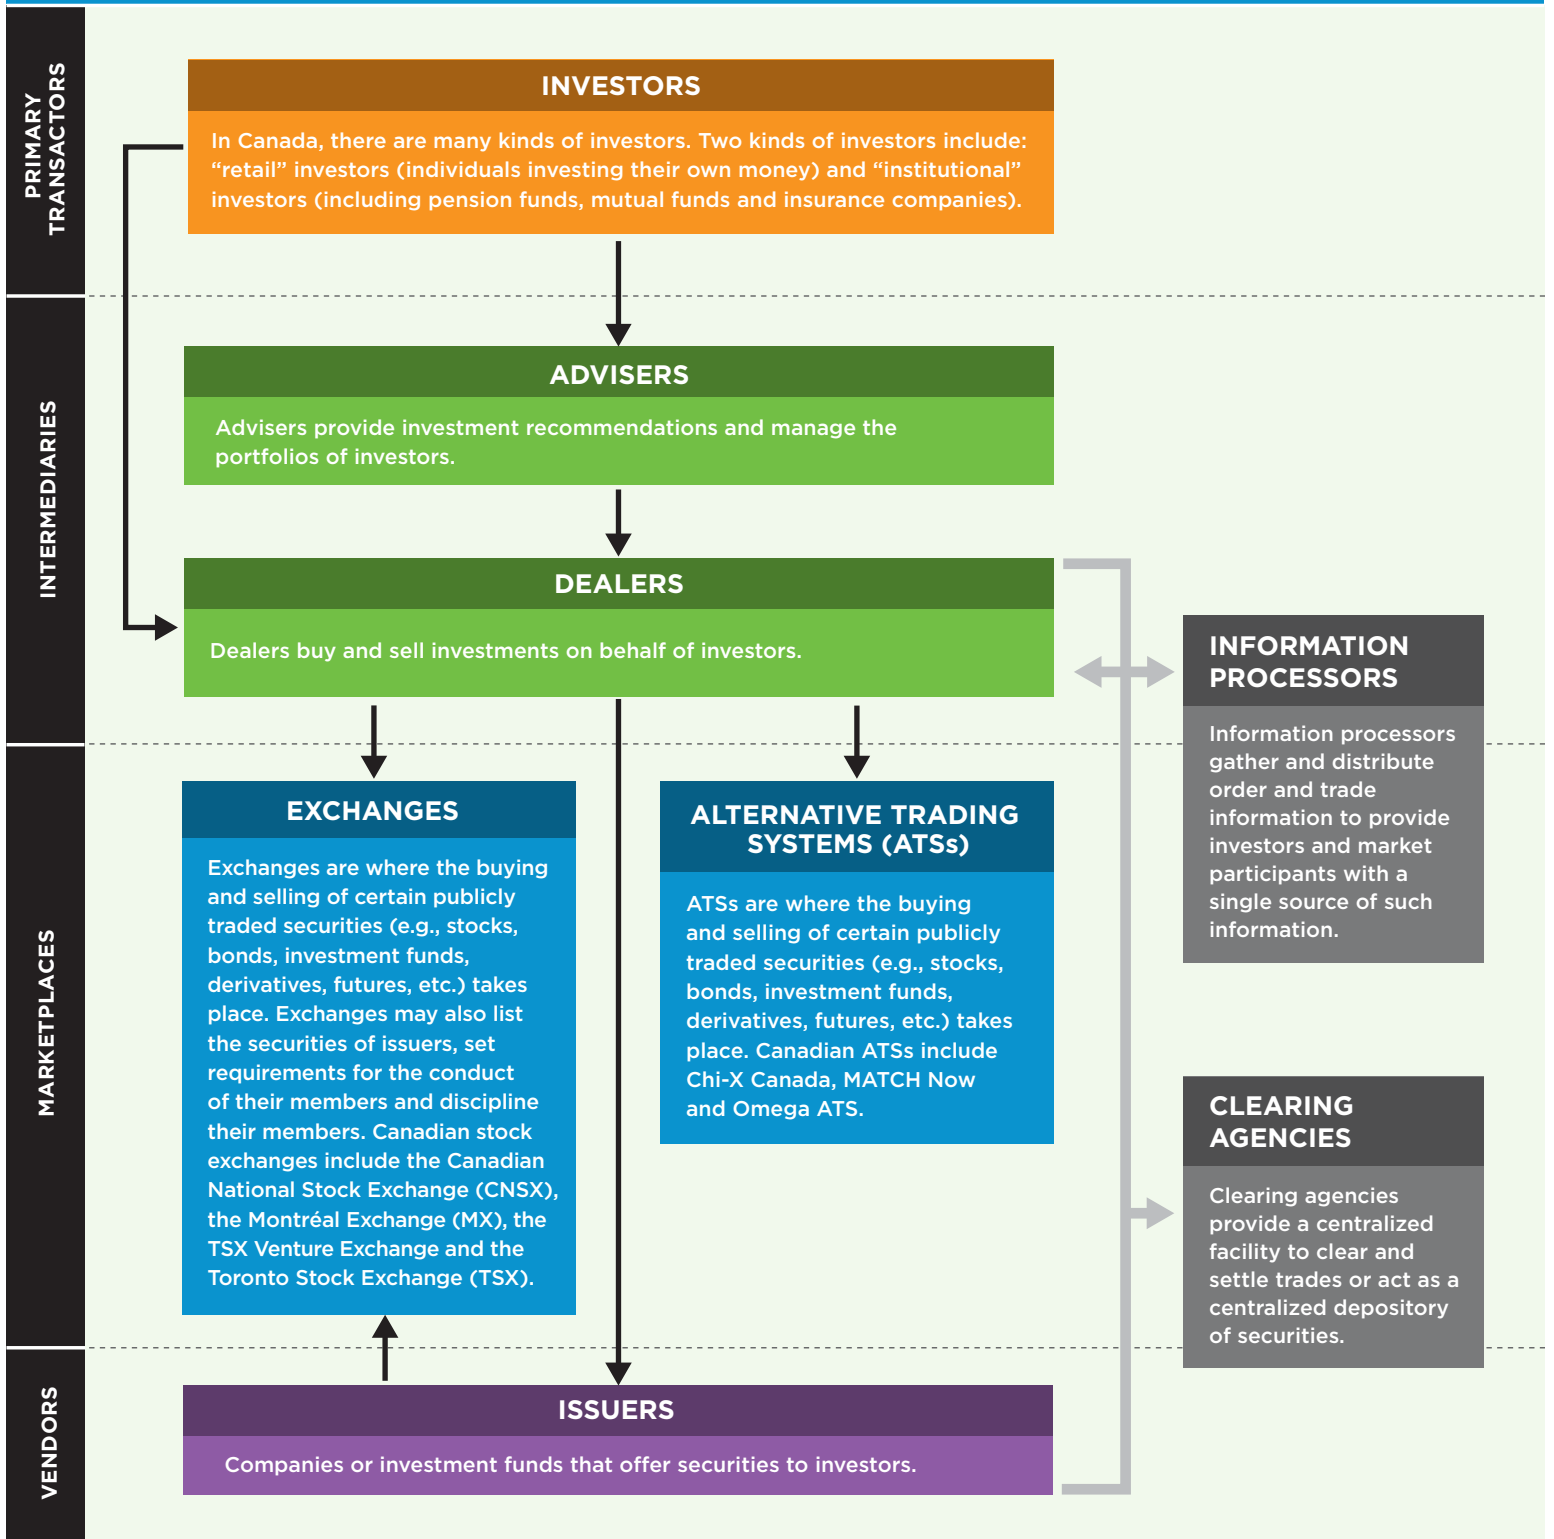 PRIMARY
TRANSACTORS
INVESTORS
In Canada, there are many kinds of investors. Two kinds of investors include:
“retail” investors (individuals investing their own money) and “institutional”
investors (including pension funds, mutual funds and insurance companies).
INTERMEDIARIES
ADVISERS
Advisers provide investment recommendations and manage the
portfolios of investors.
DEALERS
Dealers buy and sell investments on behalf of investors.
INFORMATION
PROCESSORS
Information processors
gather and distribute
order and trade
information to provide
investors and market
participants with a
single source of such
information.
MARKETPLACES
EXCHANGES
Exchanges are where the buying
and selling of certain publicly
traded securities (e.g., stocks,
bonds, investment funds,
derivatives, futures, etc.) takes
place. Exchanges may also list
the securities of issuers, set
requirements for the conduct
of their members and discipline
their members. Canadian stock
exchanges include the Canadian
National Stock Exchange (CNSX),
the Montréal Exchange (MX), the
TSX Venture Exchange and the
Toronto Stock Exchange (TSX).
ALTERNATIVE TRADING
SYSTEMS (ATSs)
ATSs are where the buying
and selling of certain publicly
traded securities (e.g., stocks,
bonds, investment funds,
derivatives, futures, etc.) takes
place. Canadian ATSs include
Chi-X Canada, MATCH Now
and Omega ATS.
CLEARING
AGENCIES
Clearing agencies
provide a centralized
facility to clear and
settle trades or act as a
centralized depository
of securities.
VENDORS
ISSUERS
Companies or investment funds that offer securities to investors.